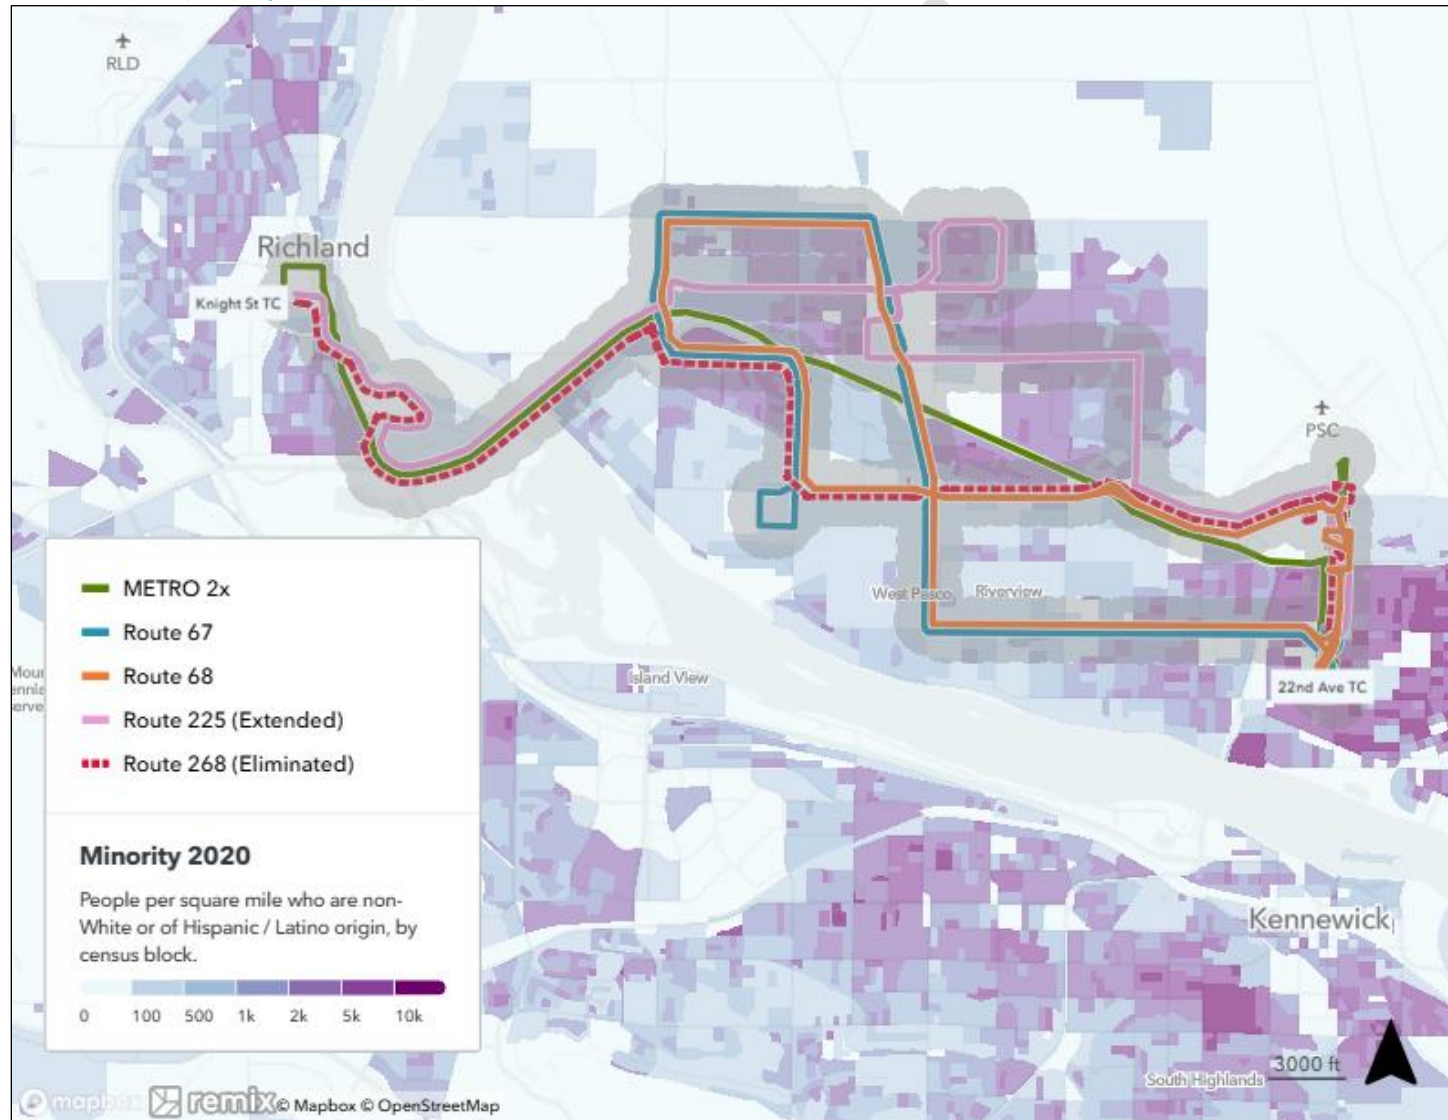 RLD
Richland
Knight St TC
PSC
West Pasco
Riverview
Island View
22nd Ave TC
METRO 2x
Route 67
Route 68
Route 225 (Extended)
Route 268 (Eliminated)
Minority 2020
People per square mile who are non-
White or of Hispanic / Latino origin, by
census block.
0 100 500 1k 2k 5k 10k
Kennewick
South Highlands
3000 ft
mapbox remix © Mapbox © OpenStreetMap